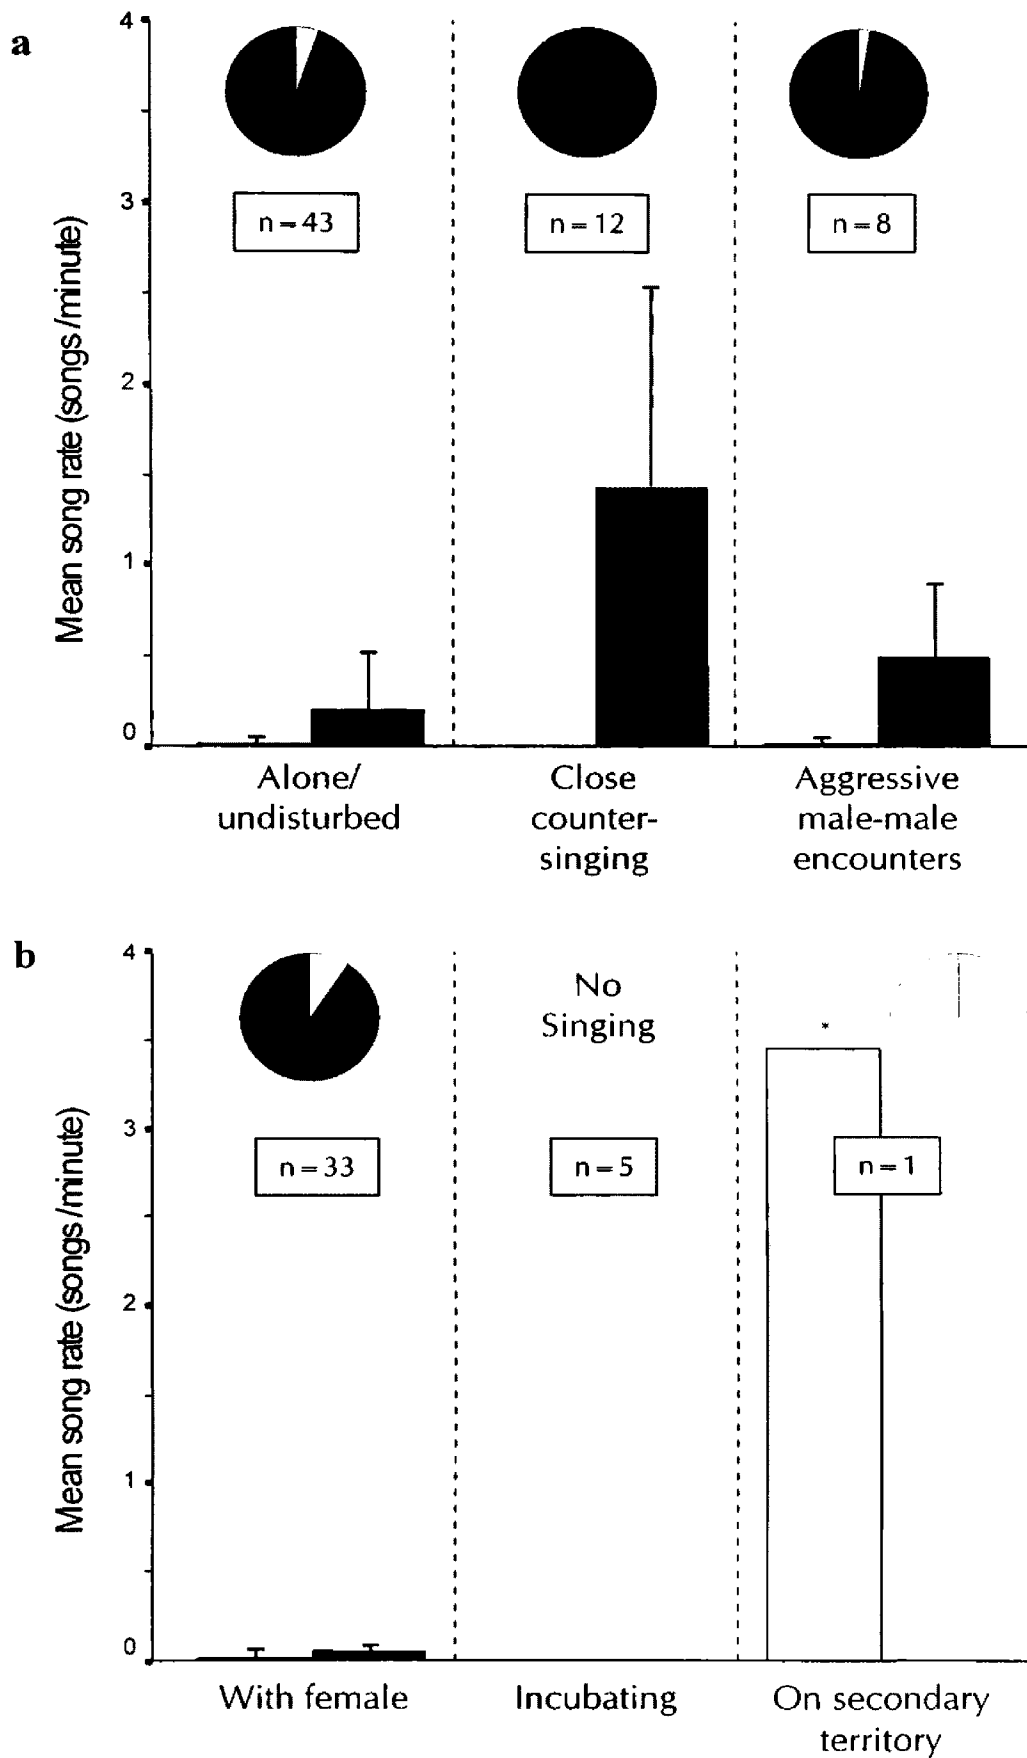 a
4
3
2
1
0
Mean song rate (songs/minute)
n=43
n=12
n=8
Alone/
undisturbed
Close
counter-
singing
Aggressive
male-male
encounters
b
4
3
2
1
0
Mean song rate (songs/minute)
No
Singing
*
n=33
n=5
n=1
With female
Incubating
On secondary
territory